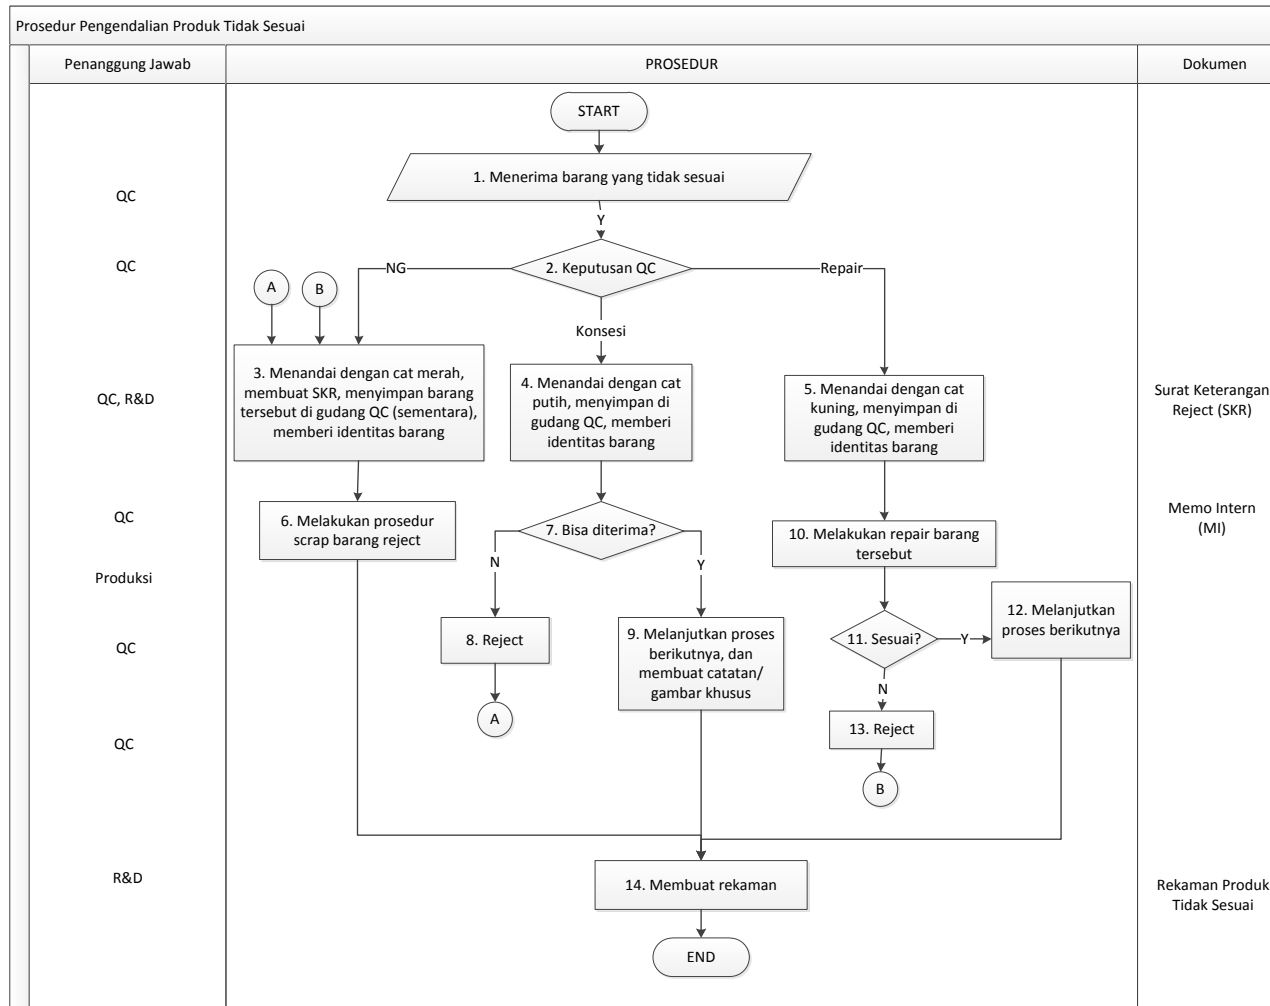 Prosedur Pengendalian Produk Tidak Sesuai
Penanggung Jawab
PROSEDUR
Dokumen
START
1. Menerima barang yang tidak sesuai
QC
Y
QC
2. Keputusan QC
NG
Repair
A
B
Konsesi
3. Menandai dengan cat merah,
membuat SKR, menyimpan barang
tersebut di gudang QC (sementara),
memberi identitas barang
4. Menandai dengan cat
putih, menyimpan di
gudang QC, memberi
identitas barang
5. Menandai dengan cat
kuning, menyimpan di
gudang QC, memberi
identitas barang
QC, R&D
Surat Keterangan
Reject (SKR)
QC
6. Melakukan prosedur
scrap barang reject
7. Bisa diterima?
10. Melakukan repair barang
tersebut
Memo Intern
(MI)
N
Y
Produksi
8. Reject
9. Melanjutkan proses
berikutnya, dan
membuat catatan/
gambar khusus
11. Sesuai?
Y
12. Melanjutkan
proses berikutnya
QC
N
A
13. Reject
QC
B
R&D
14. Membuat rekaman
Rekaman Produk
Tidak Sesuai
END